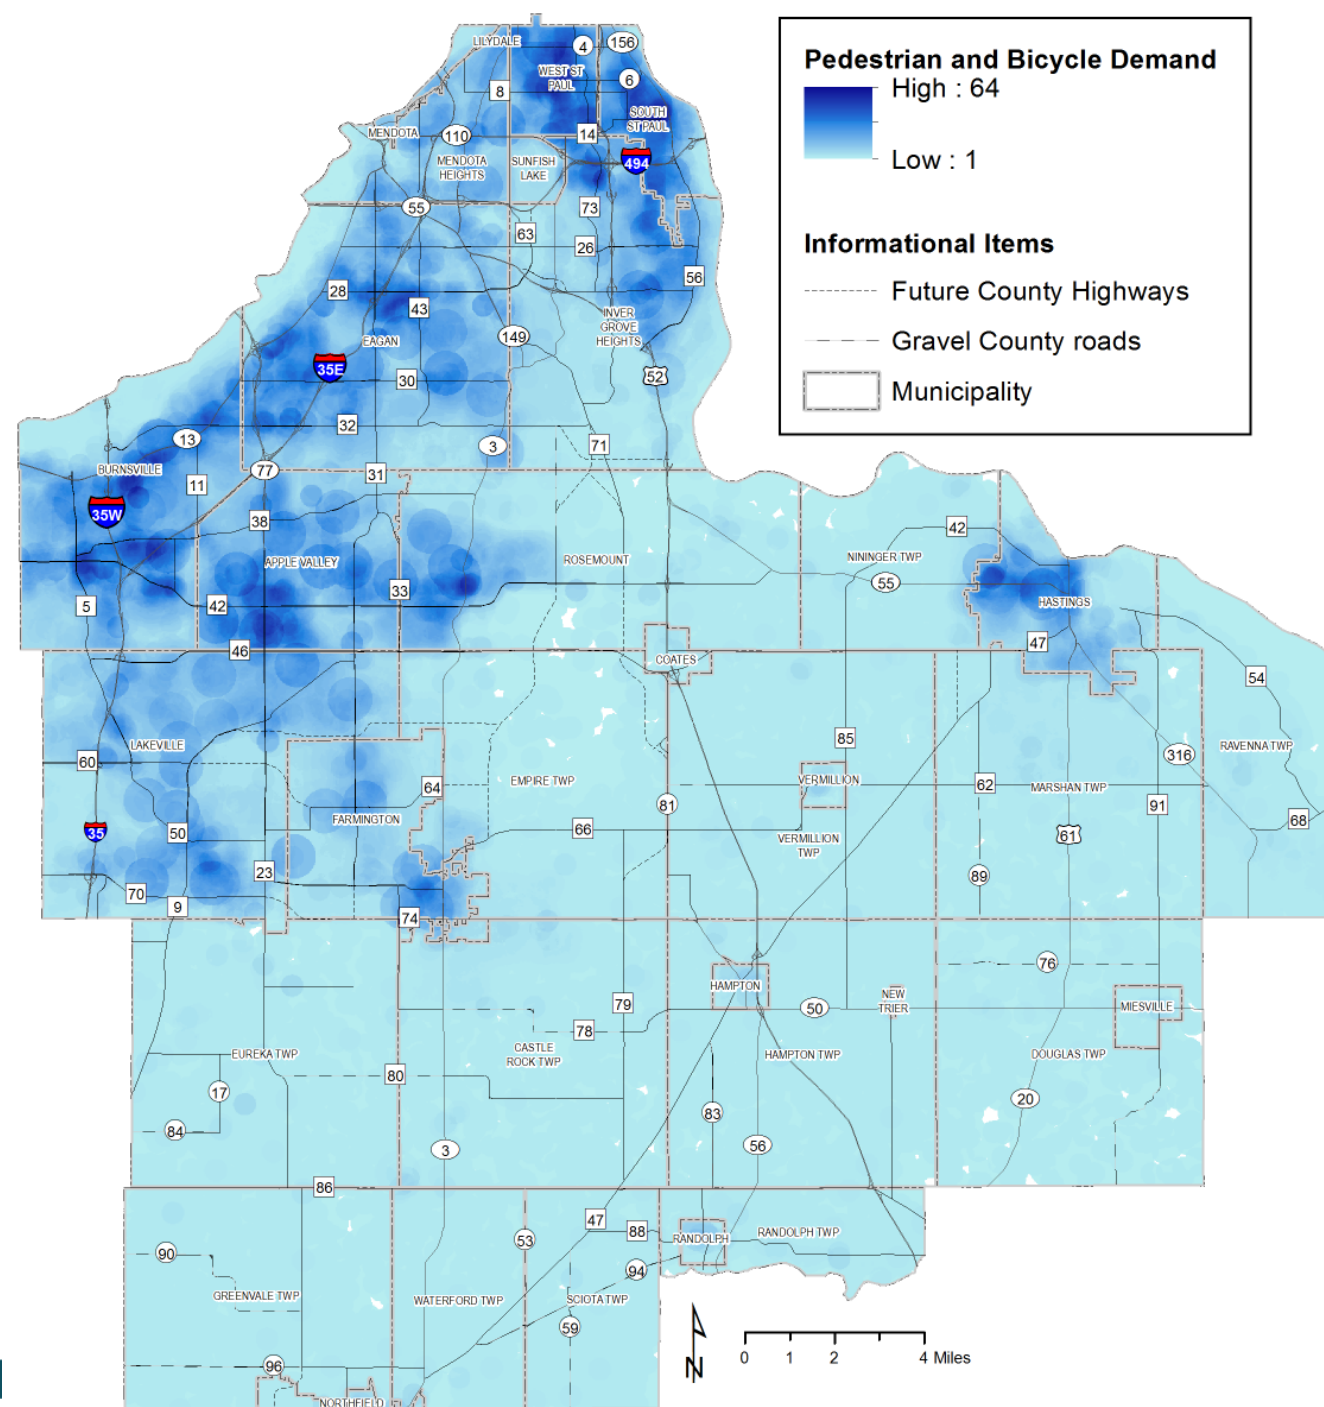 Pedestrian and Bicycle Demand
High : 64
Low : 1
Informational Items
Future County Highways
Gravel County roads
Municipality
LILYDALE
4
156
WEST ST
PAUL
6
8
SOUTH
ST PAUL
MENDOTA
110
14
MENDOTA
HEIGHTS
SUNFISH
LAKE
494
55
73
63
26
56
28
43
INVER
GROVE
HEIGHTS
149
EAGAN
35E
30
52
32
13
3
71
BURNSVILLE
77
31
11
35W
38
42
APPLE VALLEY
ROSEMOUNT
NININGER TWP
55
33
5
42
HASTINGS
47
46
COATES
54
LAKEVILLE
85
RAVENNA TWP
60
316
64
EMPIRE TWP
VERMILLION
62
MARSHAN TWP
81
91
FARMINGTON
68
35
50
66
VERMILLION
TWP
61
23
89
70
9
74
76
HAMPTON
NEW
TRIER
79
50
MIESVILLE
78
EUREKA TWP
CASTLE
ROCK TWP
HAMPTON TWP
DOUGLAS TWP
80
17
20
83
84
3
56
86
47
88
RANDOLPH
RANDOLPH TWP
53
90
94
GREENVALE TWP
WATERFORD TWP
SCIOTA TWP
59
N
0 1 2 4 Miles
96
NORTHFIELD